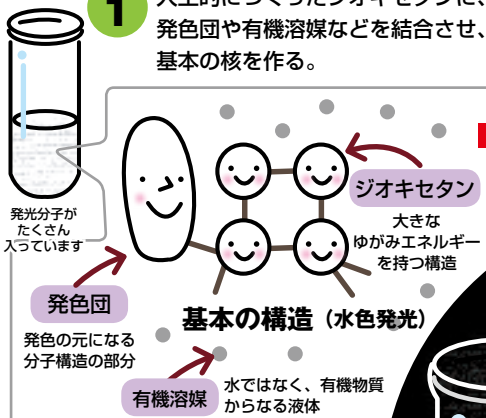 1
人工的につくったジオキセタンに、
発色団や有機溶媒などを結合させ、
基本の核を作る。
発光分子が
たくさん
入っています
ジオキセタン
大きな
ゆがみエネルギー
を持つ構造
発色団
発色の元になる
分子構造の部分
基本の構造（水色発光）
有機溶媒
水ではなく、有機物質
からなる液体